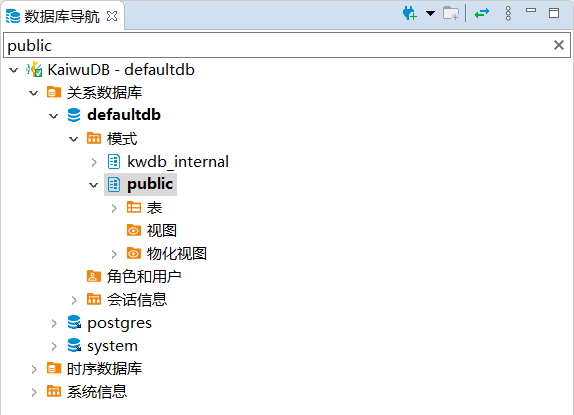 数据库导航
public
KaiwuDB - defaultdb
关系数据库
defaultdb
模式
kwdb_internal
public
表
视图
物化视图
角色和用户
会话信息
postgres
system
时序数据库
系统信息